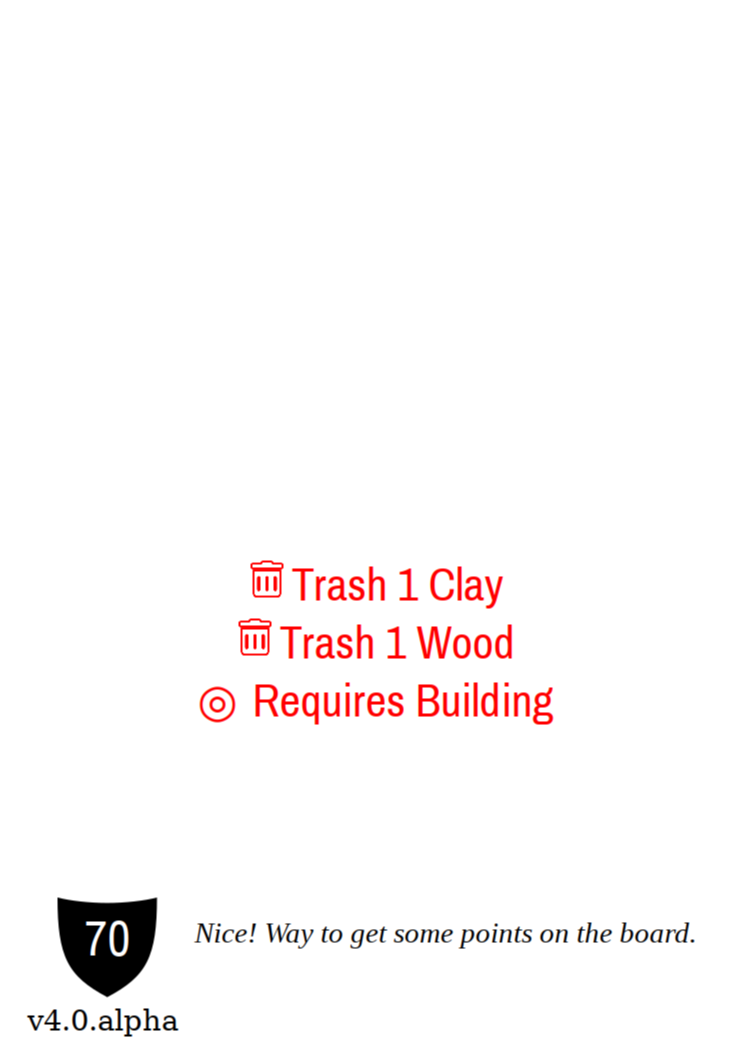 Trash 1 Clay
Trash 1 Wood
Requires Building
70
Nice! Way to get some points on the board.
v4.0.alpha